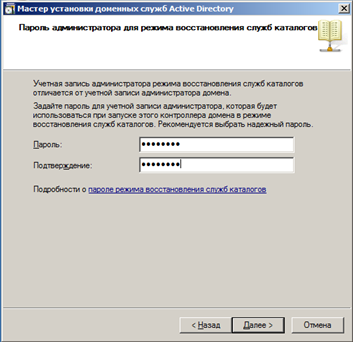 Мастер установки доменных служб Active Directory
Пароль администратора для режима восстановления служб каталогов
Учетная запись администратора режима восстановления служб каталогов
отличается от учетной записи администратора домена.
Задайте пароль для учетной записи администратора, которая будет
использоваться при запуске этого контроллера домена в режиме
восстановления служб каталогов. Рекомендуется выбрать надежный пароль.
Пароль: ●●●●●●●●
Подтверждение: ●●●●●●●●
Подробности о пароле режима восстановления служб каталогов
< Назад Далее > Отмена